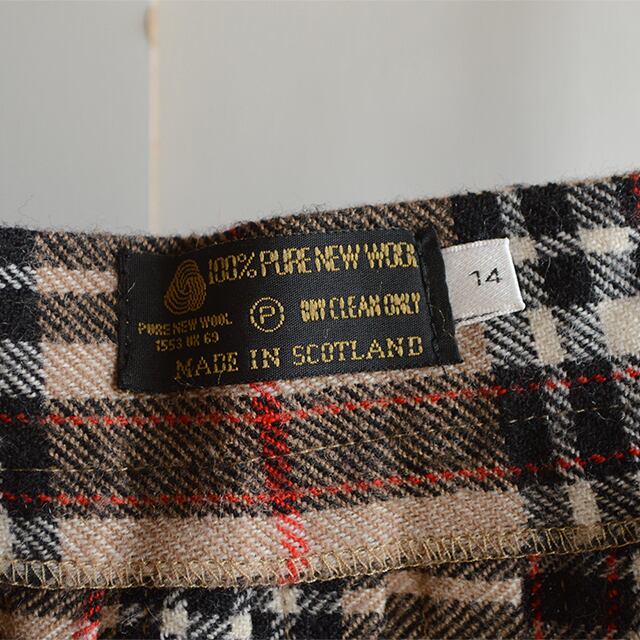 100% PURE NEW WOOL
PURE NEW WOOL
1553 UK 69
P
DRY CLEAN ONLY
MADE IN SCOTLAND
14